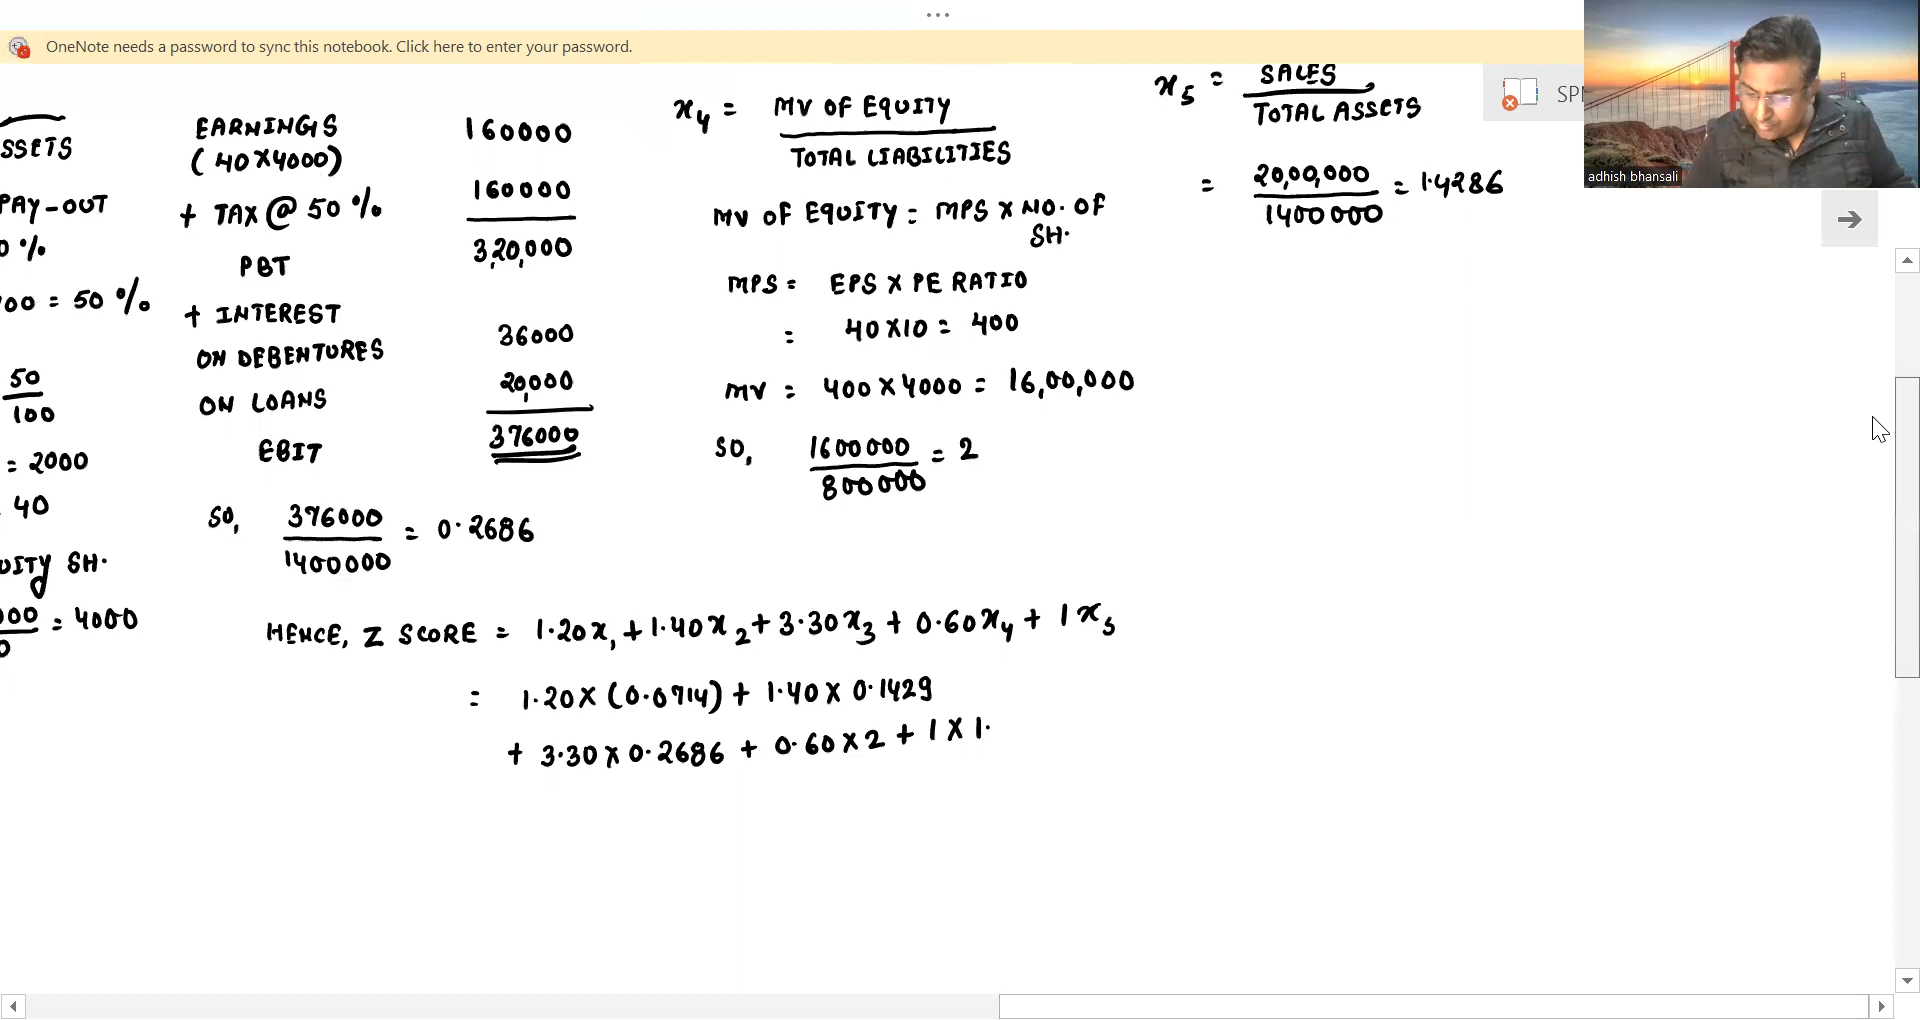 OneNote needs a password to sync this notebook. Click here to enter your password.
adhish bhansali
SSETS
PAY-OUT
0 %
00 = 50 %
50
100
= 2000
40
UITY SH.
000
0
= 4000
EARNINGS
(40X4000)
160000
+ TAX @ 50 %
160000
PBT
3,20,000
+ INTEREST
ON DEBENTURES
36000
ON LOANS
20,000
EBIT
376000
SO,
376000
1400000
= 0.2686
x4 = MV OF EQUITY
TOTAL LIABILITIES
MV OF EQUITY = MPS X NO. OF
SH.
MPS = EPS X PE RATIO
= 40 X 10 = 400
MV = 400 X 4000 = 16,00,000
SO,
1600000
800000
= 2
x5 = SALES
TOTAL ASSETS
= 20,00,000
1400000
= 1.4286
HENCE, Z SCORE = 1.20x1 + 1.40x2 + 3.30x3 + 0.60x4 + 1x5
= 1.20 X (0.0714) + 1.40 X 0.1429
+ 3.30 X 0.2686 + 0.60 X 2 + 1 X 1.